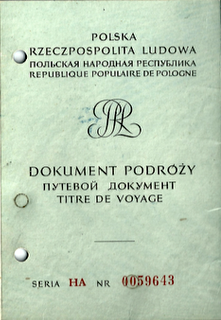 POLSKA
RZECZPOSPOLITA LUDOWA
ПОЛЬСКАЯ НАРОДНАЯ РЕСПУБЛИКА
REPUBLIQUE POPULAIRE DE POLOGNE
PRL
DOKUMENT PODRÓŻY
ПУТЕВОЙ ДОКУМЕНТ
TITRE DE VOYAGE
SERIA HA NR 0059643